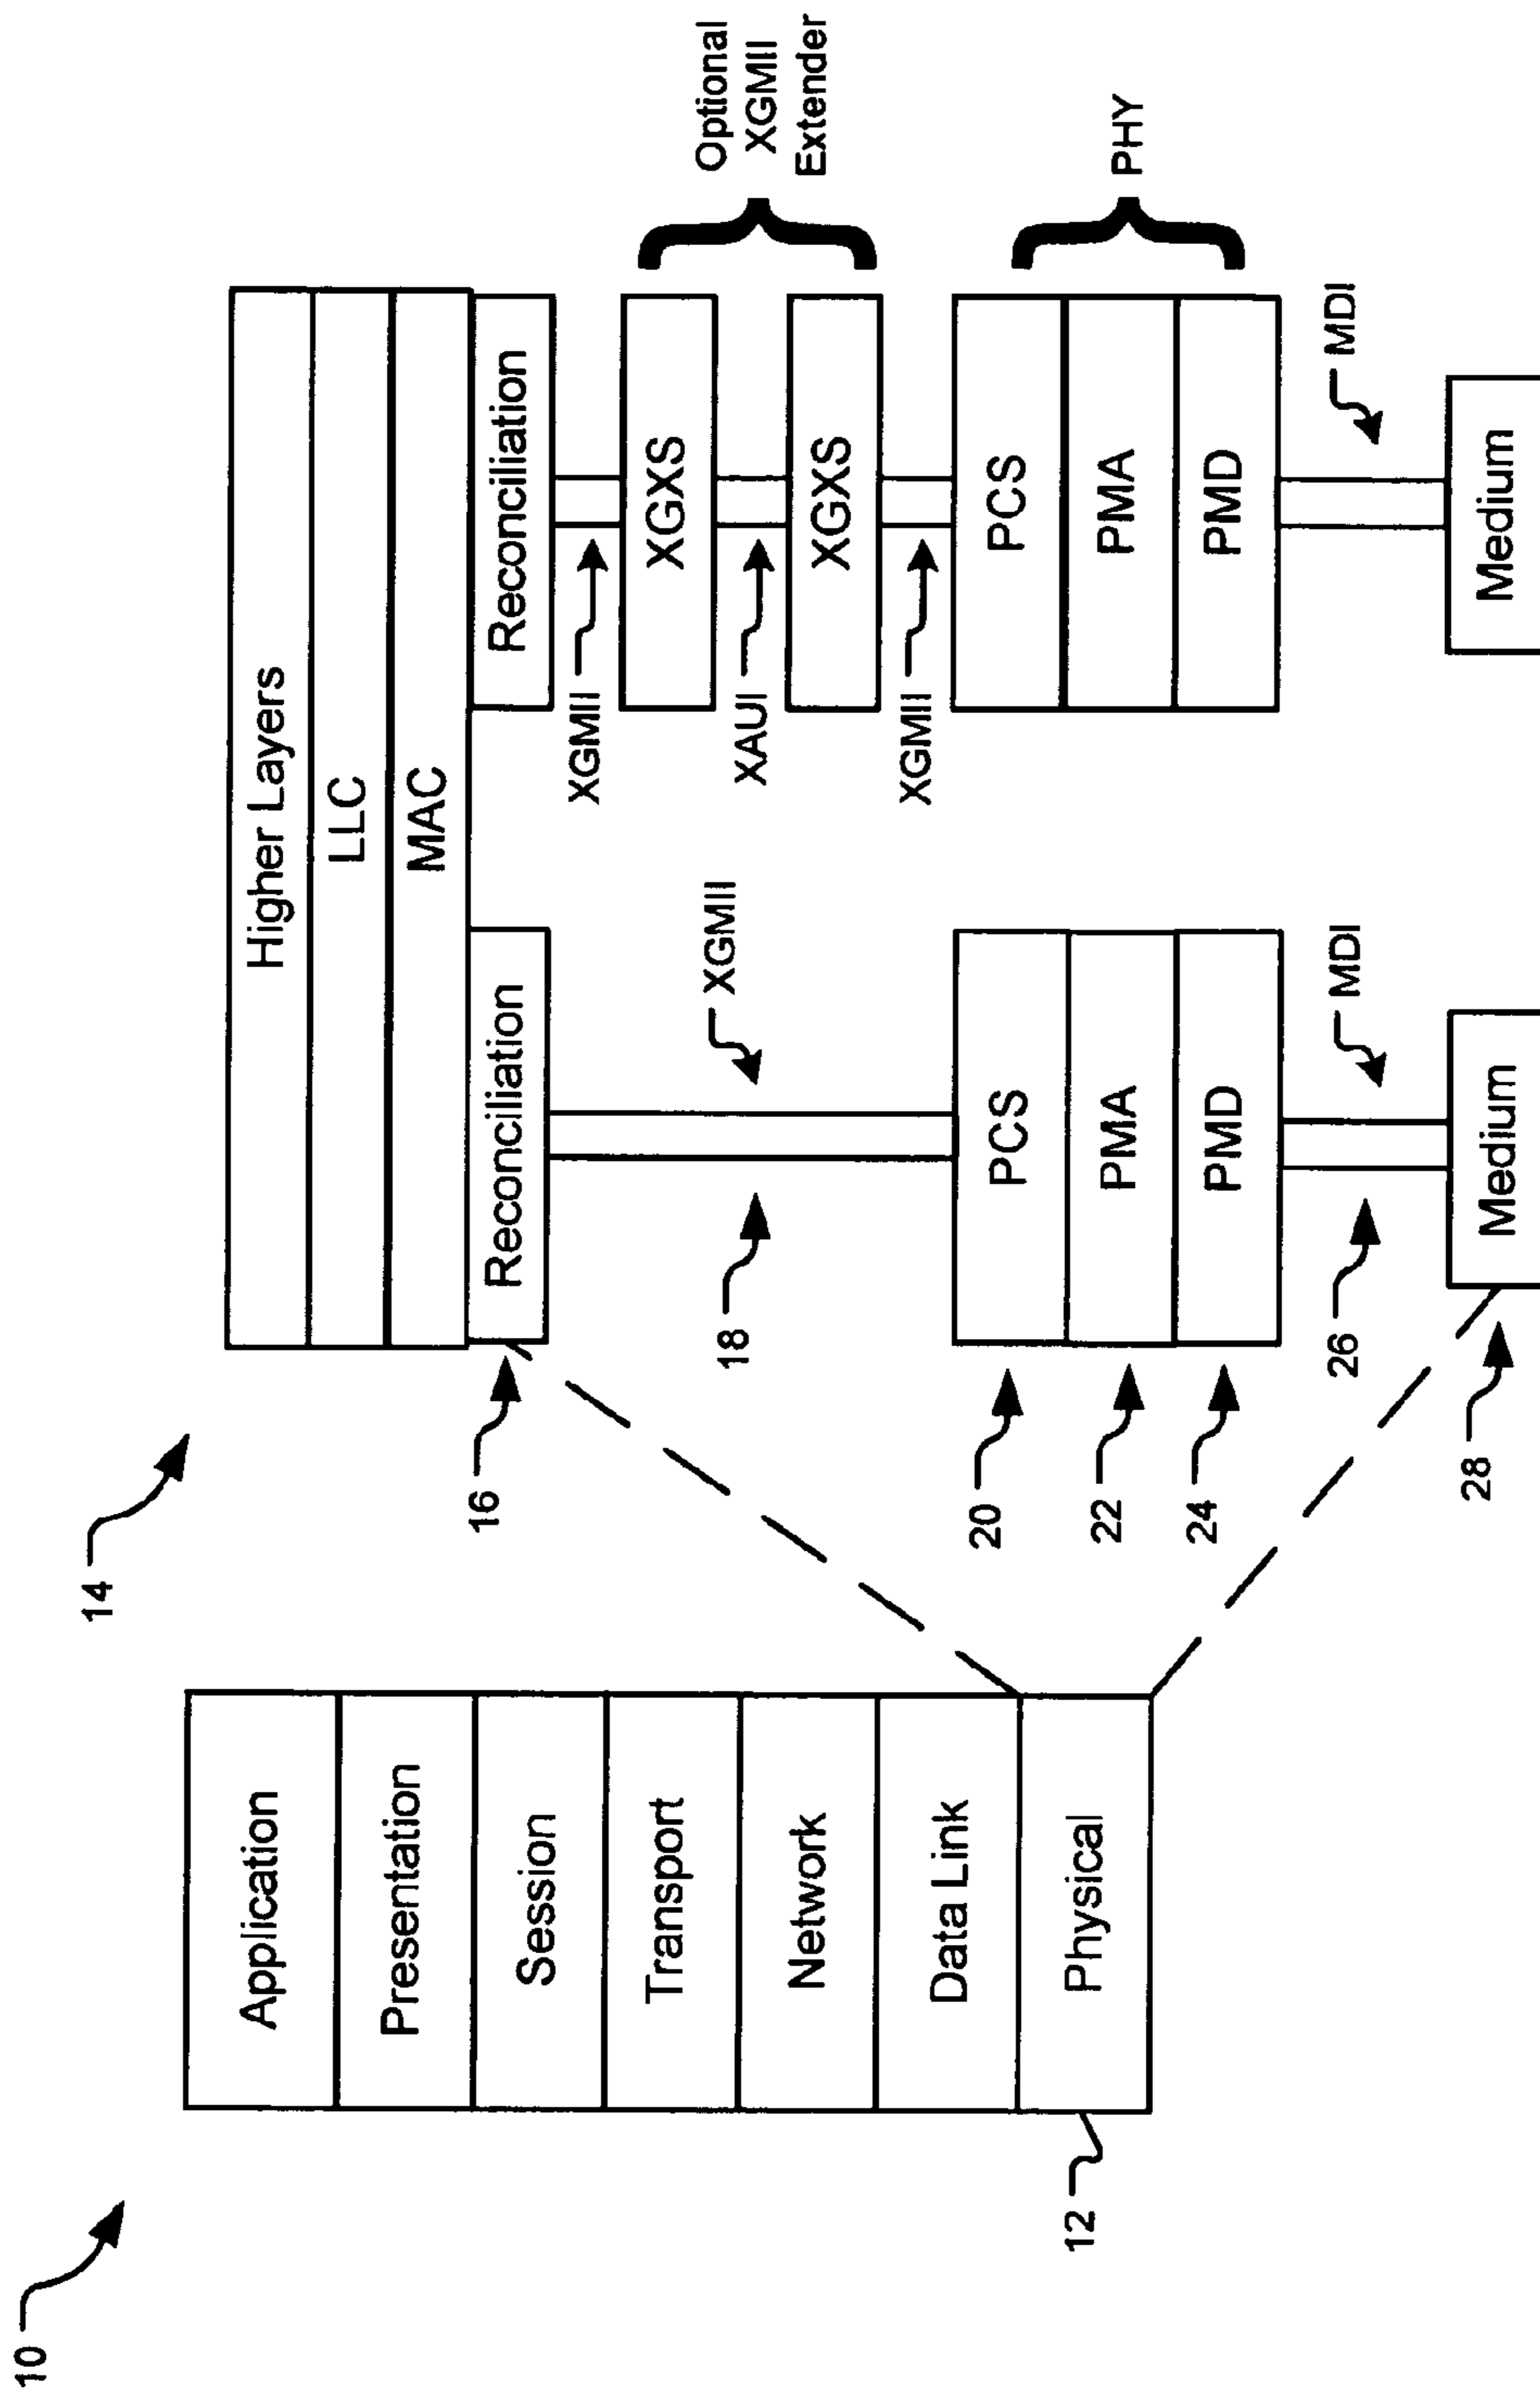 10
14
Application
Presentation
Session
Transport
Network
Data Link
Physical
12
Higher Layers
LLC
MAC
Reconciliation
16
XGMII
18
PCS
20
PMA
22
PMD
24
MDI
26
Medium
28
Reconciliation
XGMII
XGXS
XAUI
XGXS
XGMII
Optional
XGMII
Extender
PCS
PMA
PMD
PHY
MDI
Medium